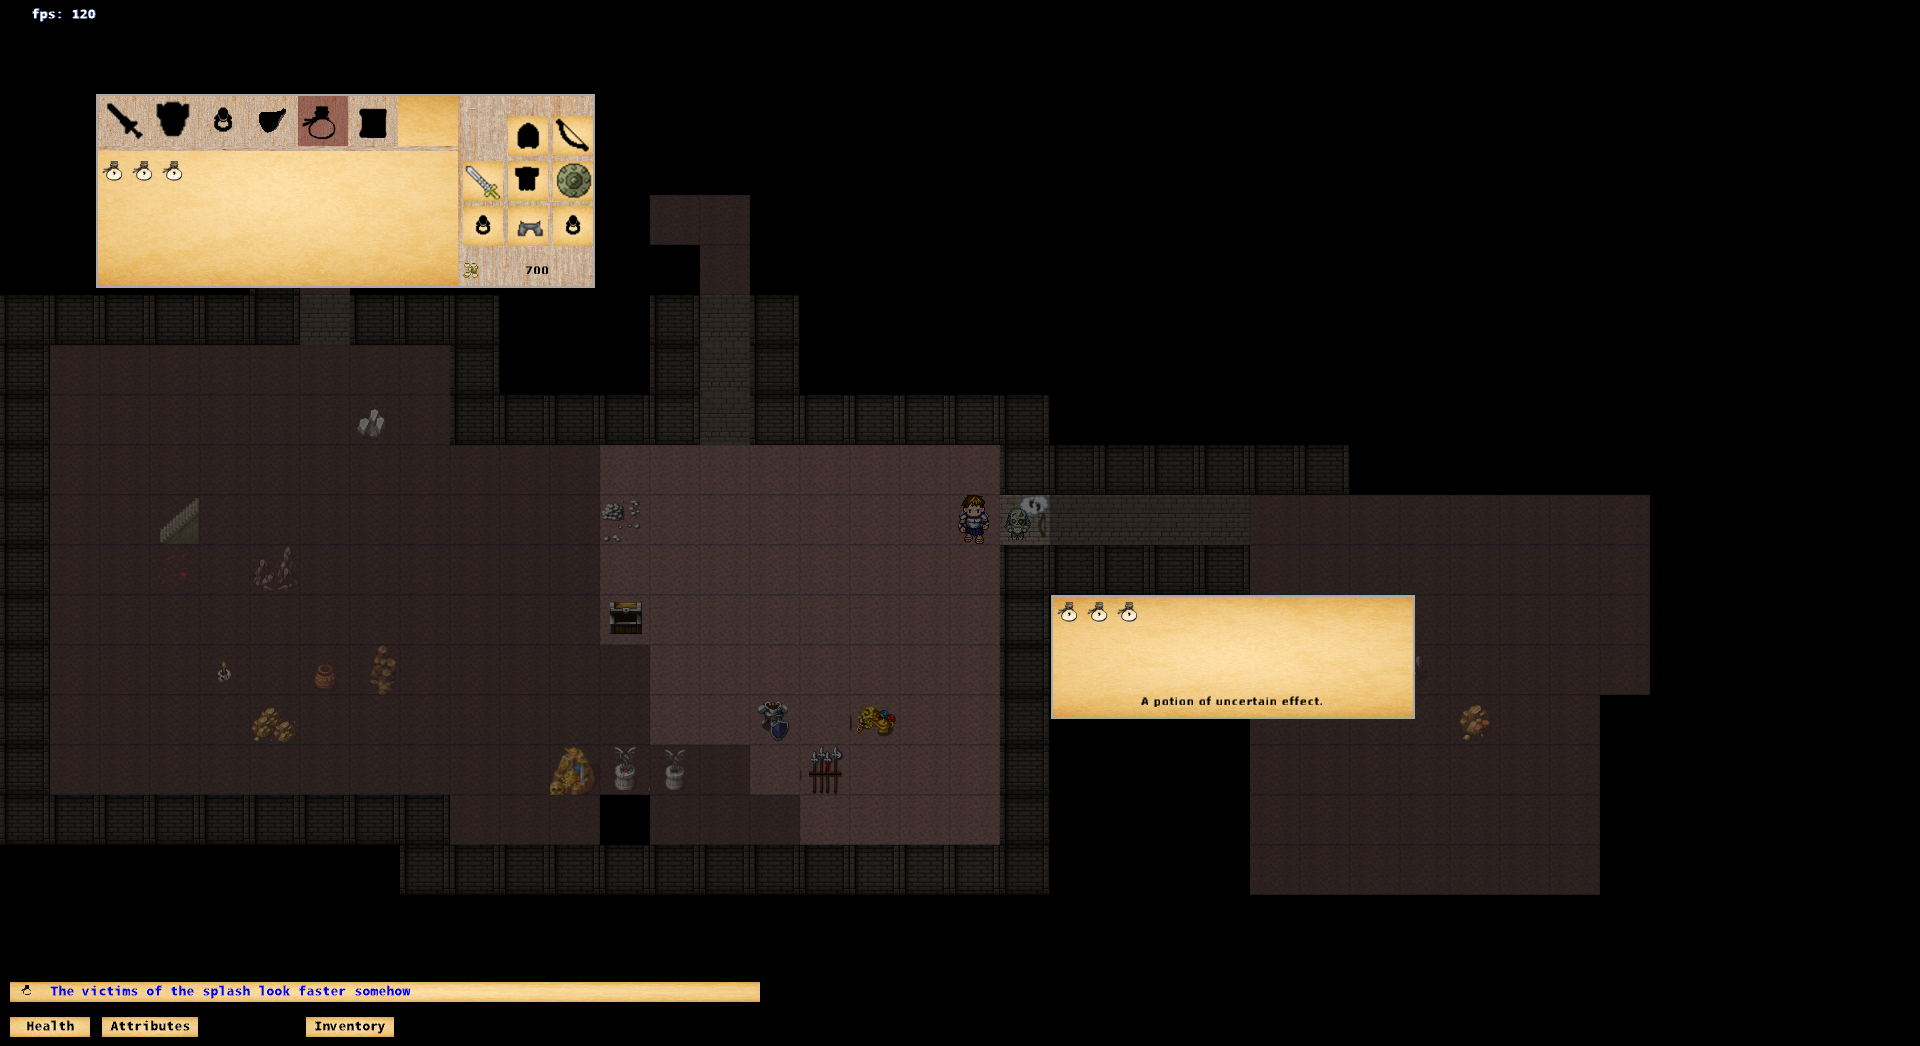 fps: 120
700
A potion of uncertain effect.
The victims of the splash look faster somehow
Health
Attributes
Inventory